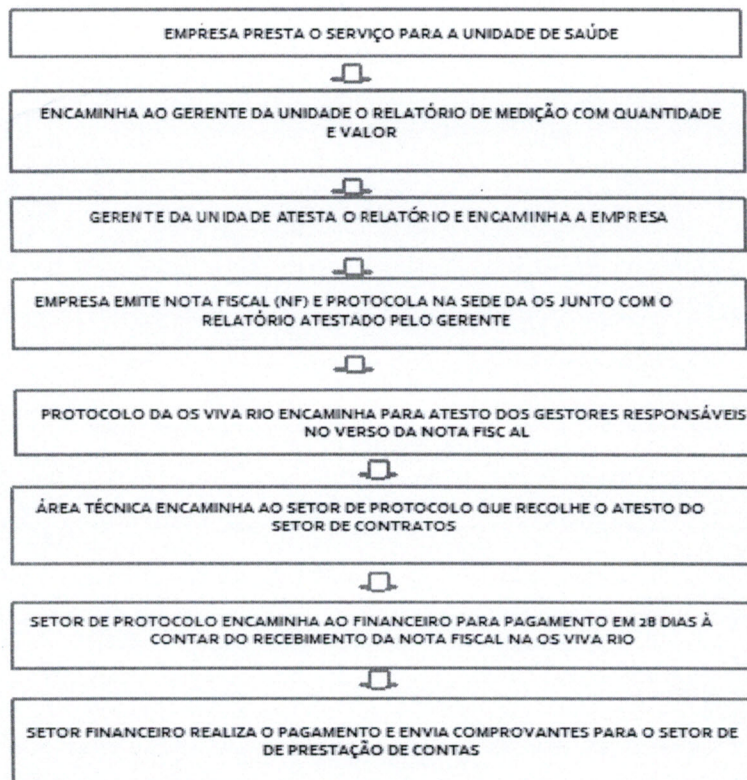 EMPRESA PRESTA O SERVIÇO PARA A UNIDADE DE SAÚDE
ENCAMINHA AO GERENTE DA UNIDADE O RELATÓRIO DE MEDIÇÃO COM QUANTIDADE
E VALOR
GERENTE DA UNIDADE ATESTA O RELATÓRIO E ENCAMINHA A EMPRESA
EMPRESA EMITE NOTA FISCAL (NF) E PROTOCOLA NA SEDE DA OS JUNTO COM O
RELATÓRIO ATESTADO PELO GERENTE
PROTOCOLO DA OS VIVA RIO ENCAMINHA PARA ATESTO DOS GESTORES RESPONSÁVEIS
NO VERSO DA NOTA FISCAL
ÁREA TÉCNICA ENCAMINHA AO SETOR DE PROTOCOLO QUE RECOLHE O ATESTO DO
SETOR DE CONTRATOS
SETOR DE PROTOCOLO ENCAMINHA AO FINANCEIRO PARA PAGAMENTO EM 28 DIAS À
CONTAR DO RECEBIMENTO DA NOTA FISCAL NA OS VIVA RIO
SETOR FINANCEIRO REALIZA O PAGAMENTO E ENVIA COMPROVANTES PARA O SETOR DE
DE PRESTAÇÃO DE CONTAS